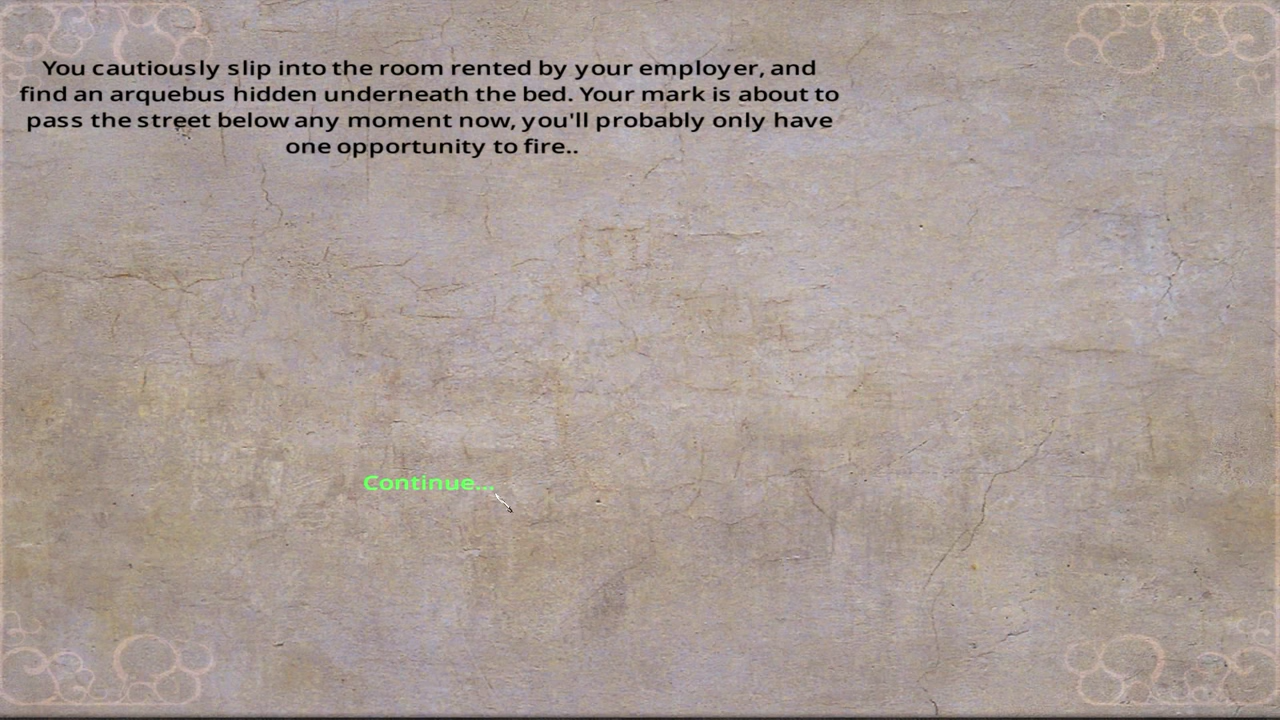 You cautiously slip into the room rented by your employer, and
find an arquebus hidden underneath the bed. Your mark is about to
pass the street below any moment now, you'll probably only have
one opportunity to fire..
Continue...